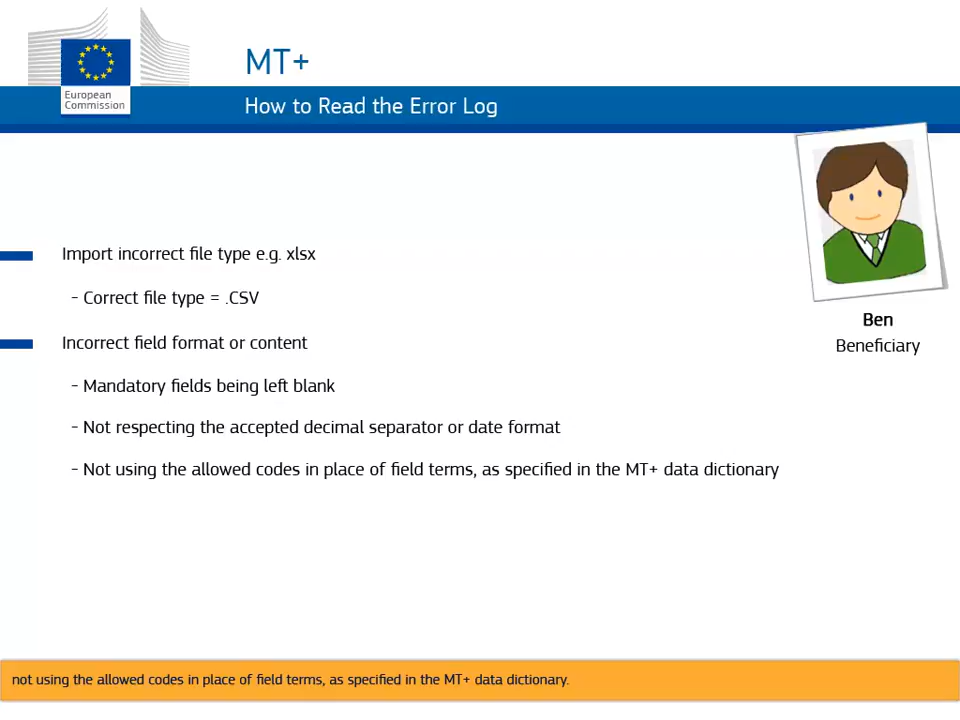 European
Commission
MT+
How to Read the Error Log
Import incorrect file type e.g. xlsx
- Correct file type = .CSV
Incorrect field format or content
- Mandatory fields being left blank
- Not respecting the accepted decimal separator or date format
- Not using the allowed codes in place of field terms, as specified in the MT+ data dictionary
Ben
Beneficiary
not using the allowed codes in place of field terms, as specified in the MT+ data dictionary.